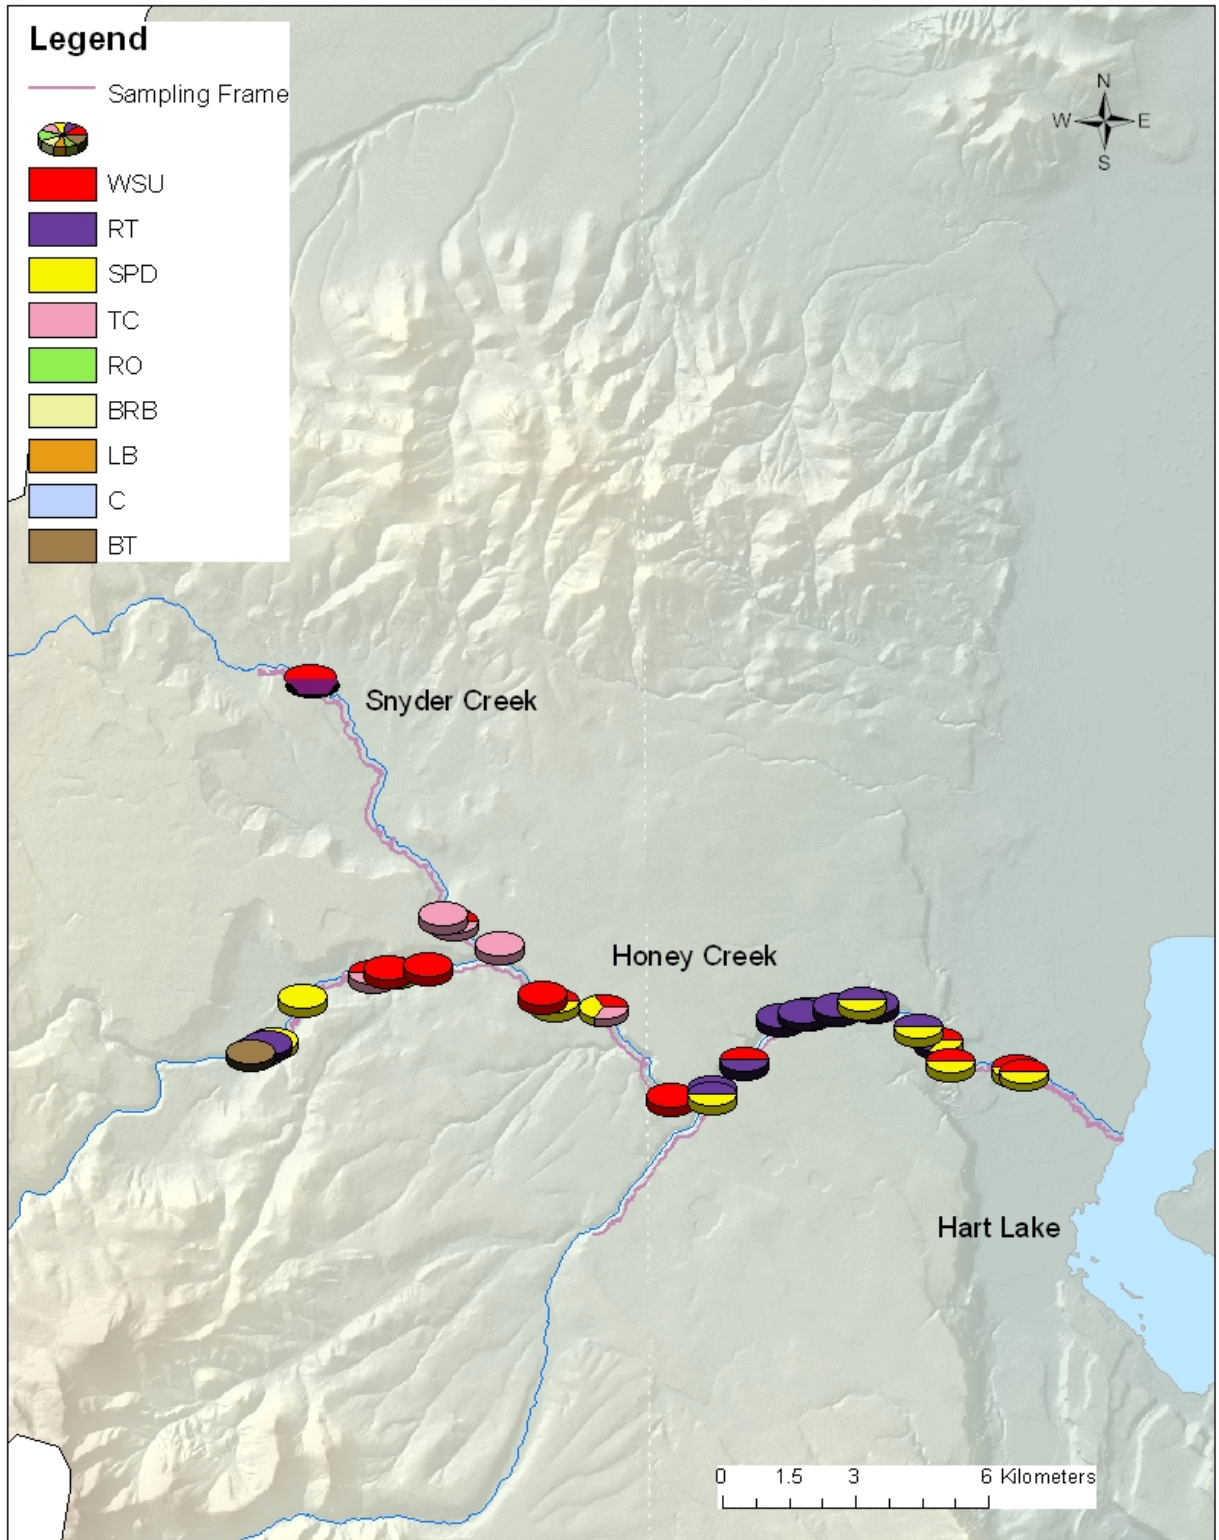 Legend
Sampling Frame
WSU
RT
SPD
TC
RO
BRB
LB
C
BT
N
W E
S
Snyder Creek
Honey Creek
Hart Lake
0 1.5 3 6 Kilometers